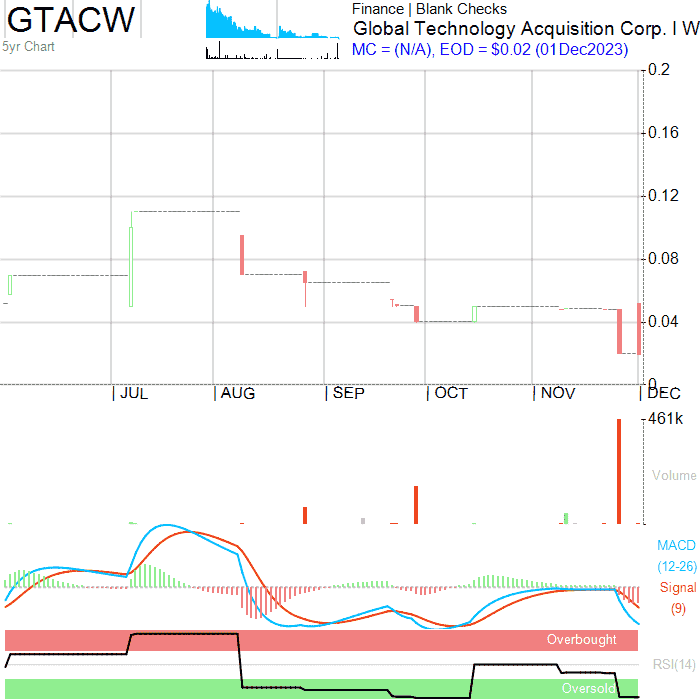 GTACW
5yr Chart
Finance | Blank Checks
Global Technology Acquisition Corp. I W
MC = (N/A), EOD = $0.02 (01Dec2023)
0.2
0.16
0.12
0.08
0.04
0
JUL
AUG
SEP
OCT
NOV
DEC
461k
Volume
MACD
(12-26)
Signal
(9)
Overbought
RSI(14)
Oversold